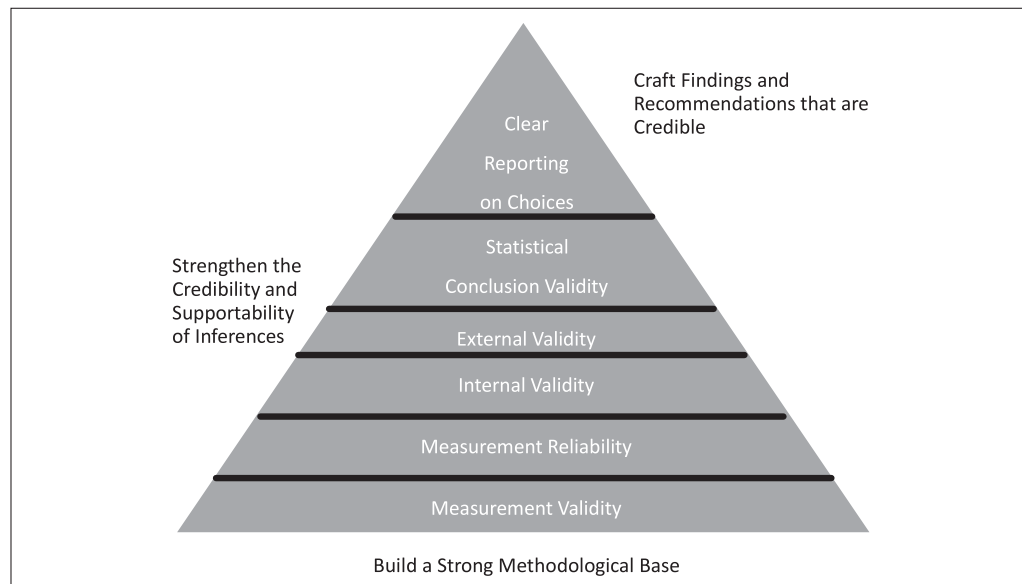 Craft Findings and
Recommendations that are
Credible
Clear
Reporting
on Choices
Strengthen the
Credibility and
Supportability
of Inferences
Statistical
Conclusion Validity
External Validity
Internal Validity
Measurement Reliability
Measurement Validity
Build a Strong Methodological Base